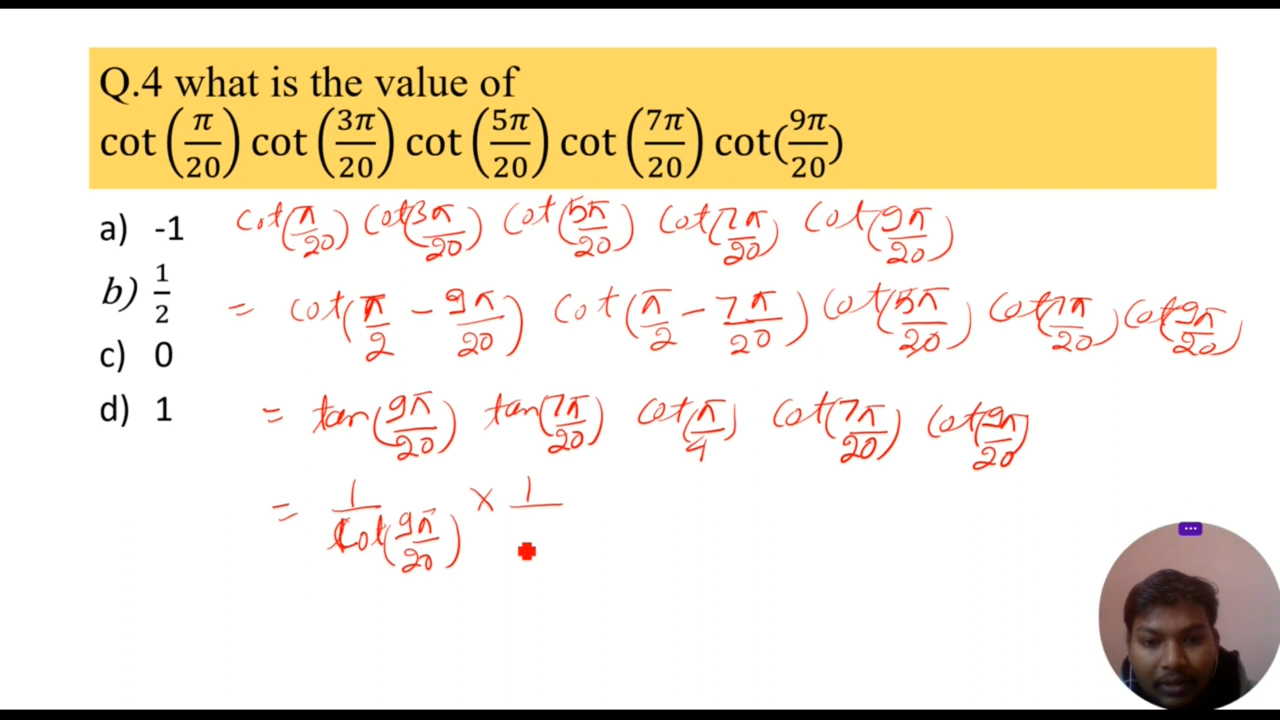 Q.4 what is the value of
cot(π/20) cot(3π/20) cot(5π/20) cot(7π/20) cot(9π/20)
a) -1
b) 1/2
c) 0
d) 1
cot(π/20) cot(3π/20) cot(5π/20) cot(7π/20) cot(9π/20)
= cot(π/2 - 9π/20) cot(π/2 - 7π/20) cot(5π/20) cot(7π/20) cot(9π/20)
= tan(9π/20) tan(7π/20) cot(π/4) cot(7π/20) cot(9π/20)
= 1/cot(9π/20) × 1/